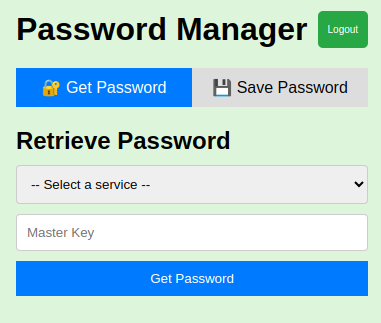 Password Manager
Logout
🔐 Get Password
💾 Save Password
Retrieve Password
-- Select a service --
Master Key
Get Password